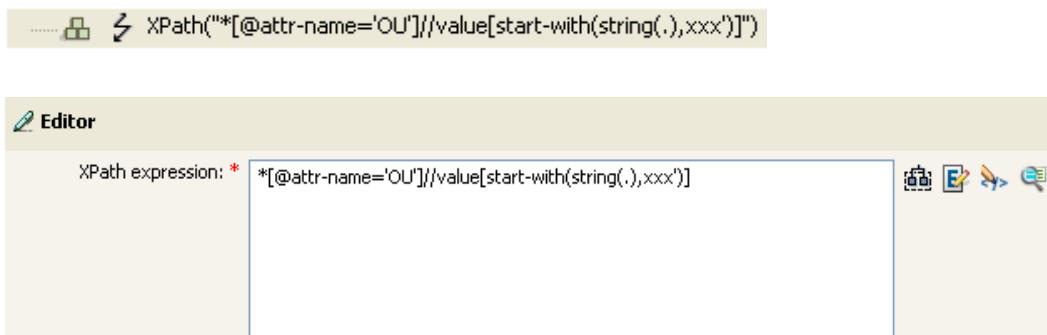 XPath("*[@attr-name='OU']//value[start-with(string(.),xxx')]")
Editor
XPath expression: * *[@attr-name='OU']//value[start-with(string(.),xxx')]